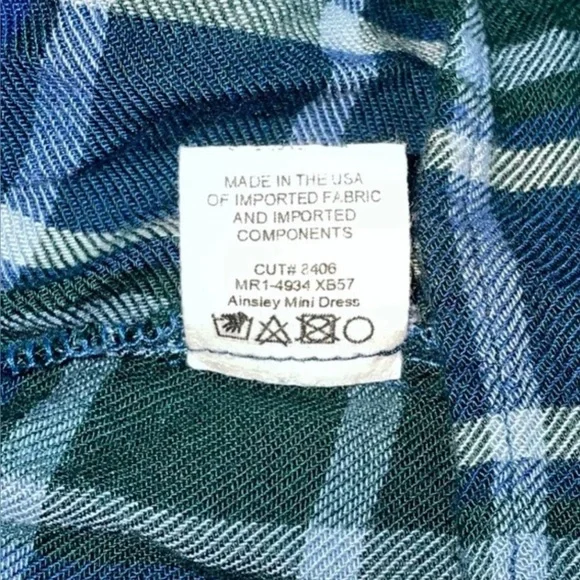 MADE IN THE USA
OF IMPORTED FABRIC
AND IMPORTED
COMPONENTS
CUT# 8406
MR1-4934 XB57
Ainsley Mini Dress